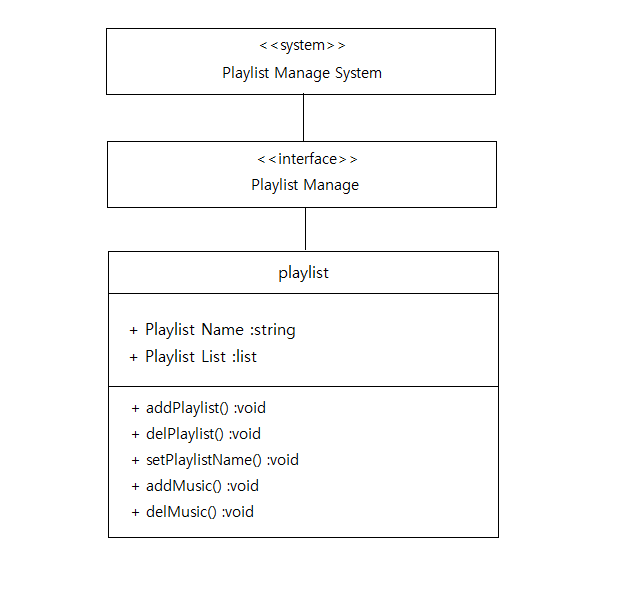 <<system>>
Playlist Manage System
<<interface>>
Playlist Manage
playlist
+ Playlist Name :string
+ Playlist List :list
+ addPlaylist() :void
+ delPlaylist() :void
+ setPlaylistName() :void
+ addMusic() :void
+ delMusic() :void